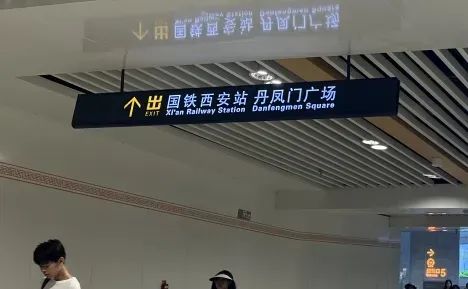 ↑ 出 EXIT 国铁西安站 丹凤门广场
Xi'an Railway Station Danfengmen Square